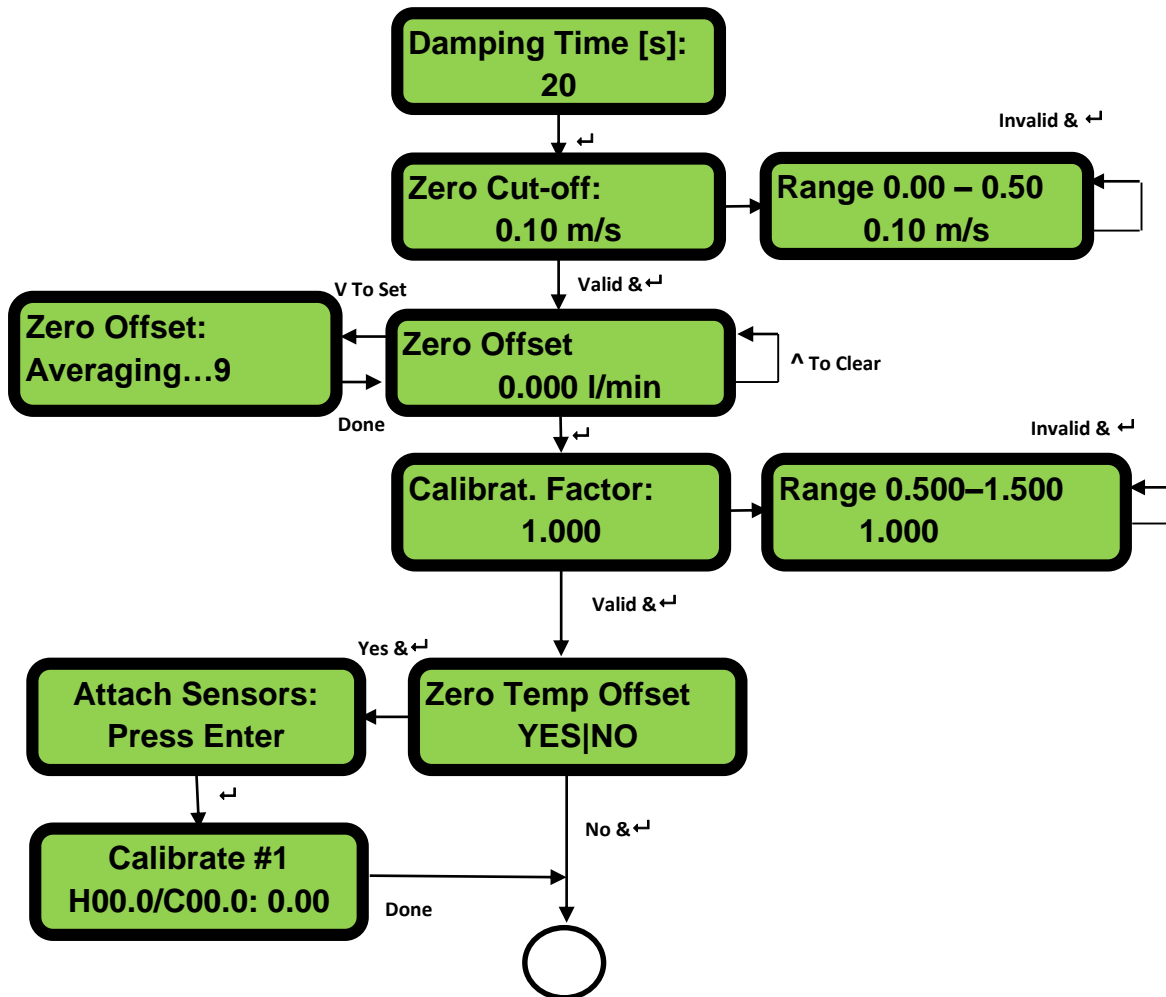 Damping Time [s]:
20
↵
Invalid & ↵
Zero Cut-off:
0.10 m/s
Range 0.00 – 0.50
0.10 m/s
Valid & ↵
V To Set
Zero Offset:
Averaging…9
Zero Offset
0.000 l/min
^ To Clear
Done
↵
Invalid & ↵
Calibrat. Factor:
1.000
Range 0.500–1.500
1.000
Valid & ↵
Yes & ↵
Attach Sensors:
Press Enter
Zero Temp Offset
YES|NO
↵
No & ↵
Calibrate #1
H00.0/C00.0: 0.00
Done